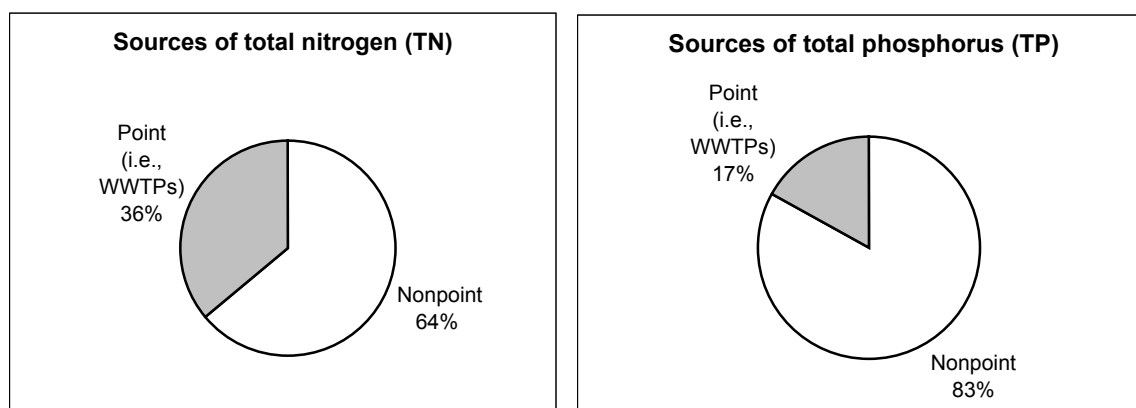 Sources of total nitrogen (TN)
Point
(i.e.,
WWTPs)
36%
Nonpoint
64%
Sources of total phosphorus (TP)
Point
(i.e.,
WWTPs)
17%
Nonpoint
83%